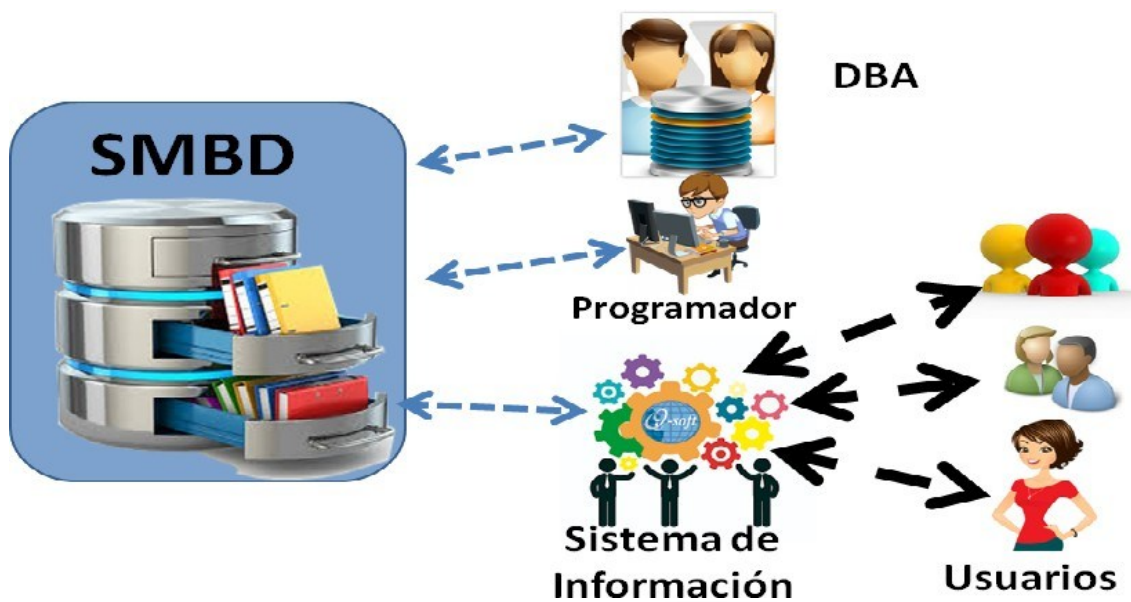 SMBD
DBA
Programador
Sistema de
Información
Usuarios